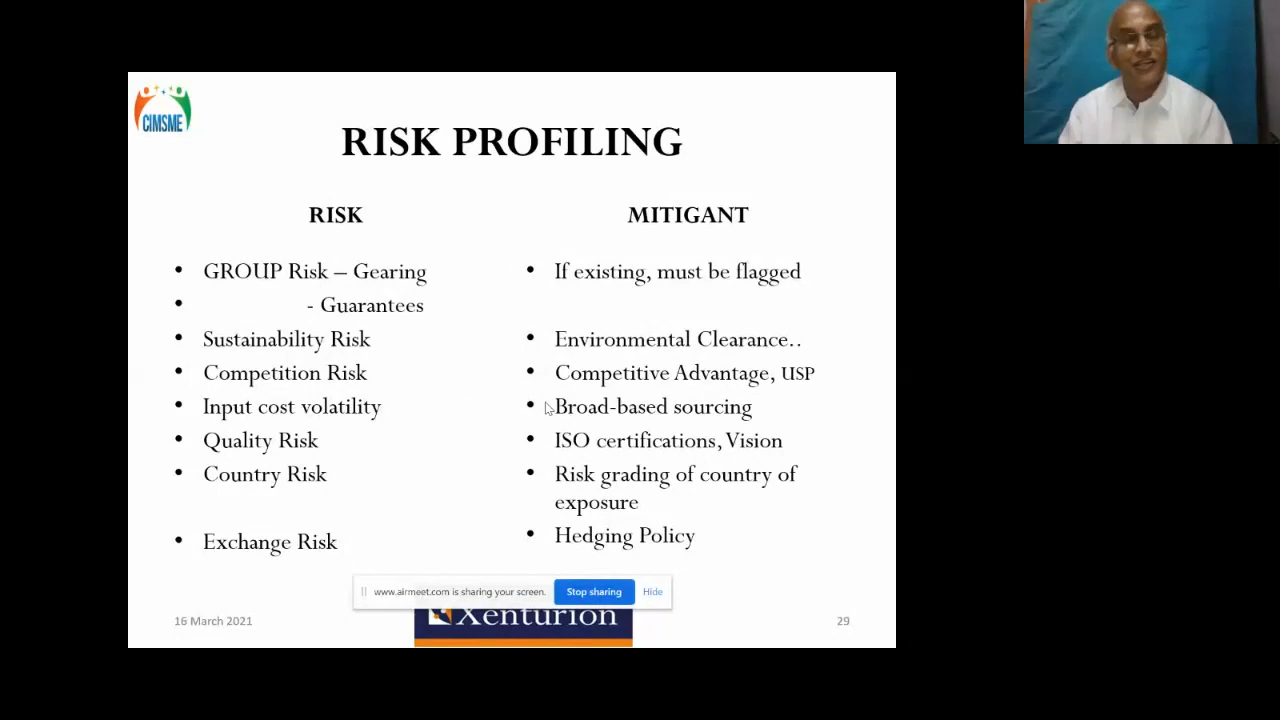 CIMSME
RISK PROFILING
RISK
MITIGANT
• GROUP Risk – Gearing
• - Guarantees
• Sustainability Risk
• Competition Risk
• Input cost volatility
• Quality Risk
• Country Risk
• Exchange Risk
• If existing, must be flagged
• Environmental Clearance..
• Competitive Advantage, USP
• Broad-based sourcing
• ISO certifications, Vision
• Risk grading of country of
exposure
• Hedging Policy
www.airmeet.com is sharing your screen.
Stop sharing
Hide
16 March 2021
Xenturion
29